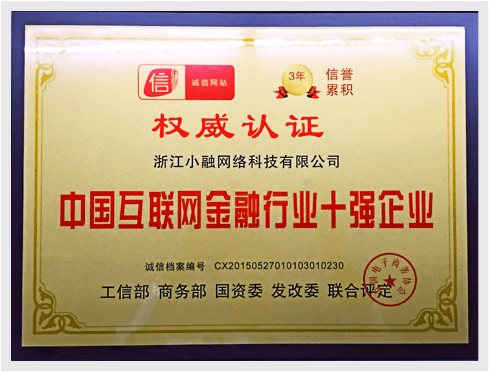 信 诚信网站 3年 信誉
累积
权威认证
浙江小融网络科技有限公司
中国互联网金融行业十强企业
诚信档案编号 CX20150527010103010230
工信部 商务部 国资委 发改委 联合评定
电子商务协会